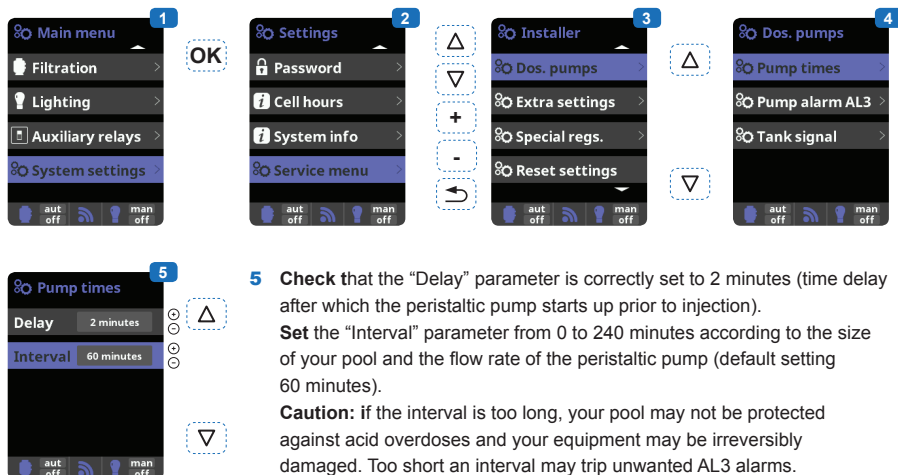 1
Main menu
Filtration
Lighting
Auxiliary relays
System settings
aut off
man off
OK
2
Settings
Password
Cell hours
System info
Service menu
aut off
man off
+
-
3
Installer
Dos. pumps
Extra settings
Special regs.
Reset settings
aut off
man off
4
Dos. pumps
Pump times
Pump alarm AL3
Tank signal
aut off
man off
5
Pump times
Delay 2 minutes
Interval 60 minutes
aut off
man off
5 Check that the “Delay” parameter is correctly set to 2 minutes (time delay
after which the peristaltic pump starts up prior to injection).
Set the “Interval” parameter from 0 to 240 minutes according to the size
of your pool and the flow rate of the peristaltic pump (default setting
60 minutes).
Caution: if the interval is too long, your pool may not be protected
against acid overdoses and your equipment may be irreversibly
damaged. Too short an interval may trip unwanted AL3 alarms.